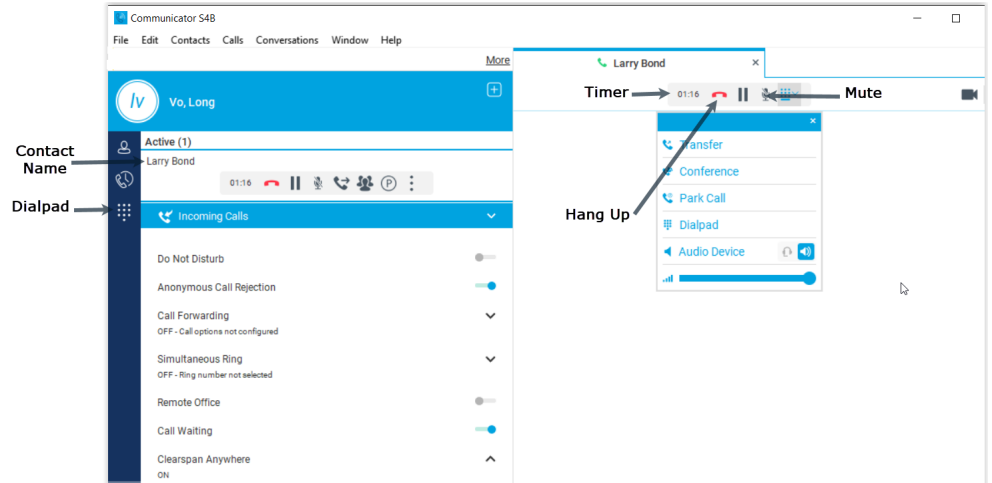 Communicator S4B
File Edit Contacts Calls Conversations Window Help
More
Larry Bond
lv
Vo, Long
Timer
01:16
Mute
Active (1)
Contact
Name
Larry Bond
Dialpad
01:16
P
Hang Up
Incoming Calls
Transfer
Conference
Park Call
Dialpad
Audio Device
Do Not Disturb
Anonymous Call Rejection
Call Forwarding
OFF - Call options not configured
Simultaneous Ring
OFF - Ring number not selected
Remote Office
Call Waiting
Clearspan Anywhere
ON